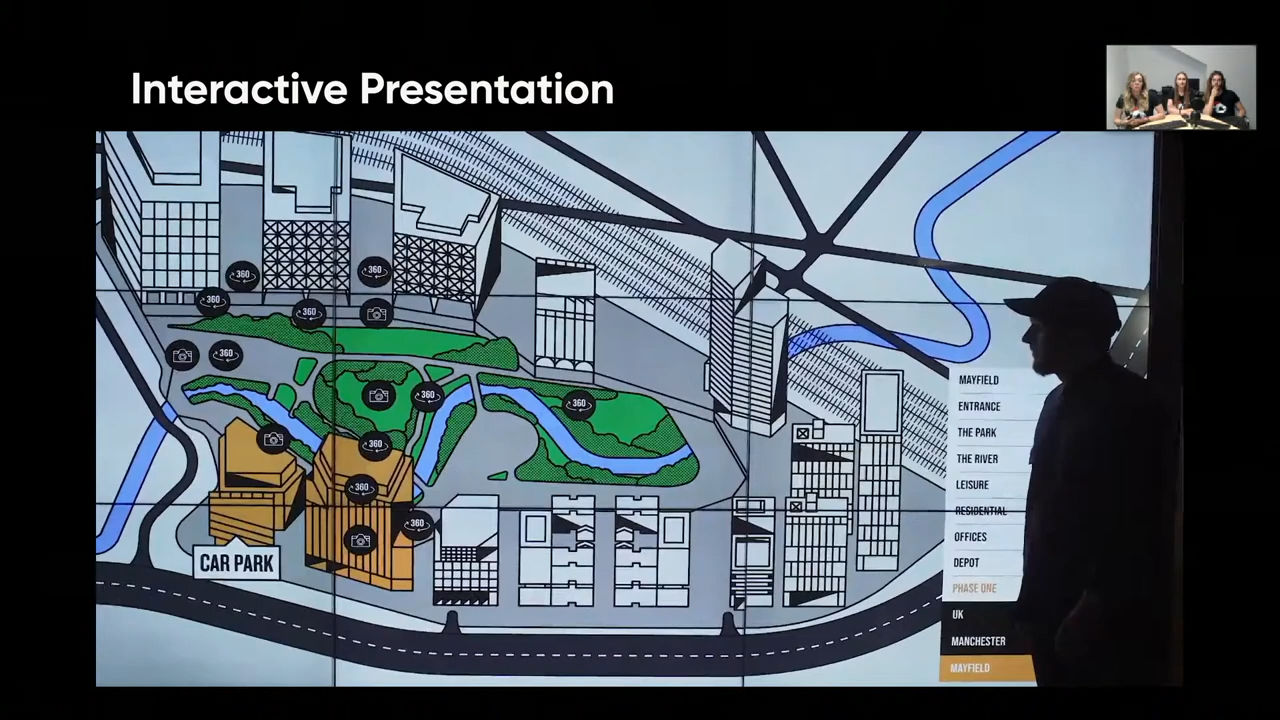 Interactive Presentation
360
360
360
360
360
360
360
360
360
360
CAR PARK
MAYFIELD
ENTRANCE
THE PARK
THE RIVER
LEISURE
RESIDENTIAL
OFFICES
DEPOT
PHASE ONE
UK
MANCHESTER
MAYFIELD